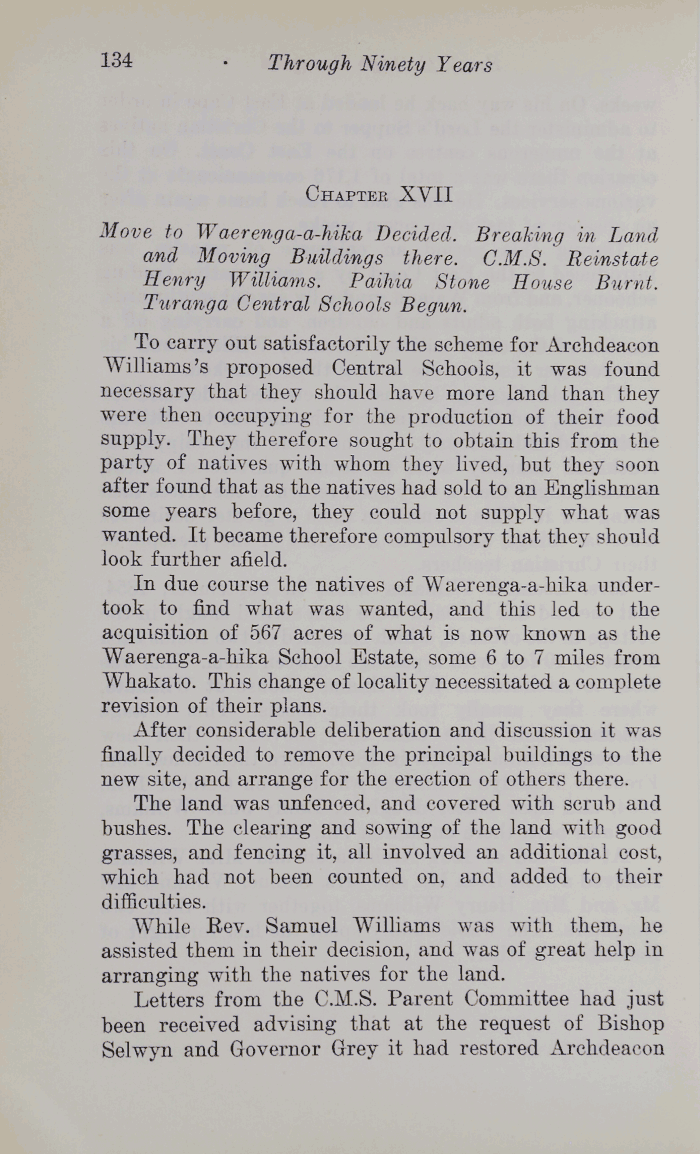 134 · Through Ninety Years
CHAPTER XVII
Move to Waerenga-a-hika Decided. Breaking in Land
and Moving Buildings there. C.M.S. Reinstate
Henry Williams. Paihia Stone House Burnt.
Turanga Central Schools Begun.
To carry out satisfactorily the scheme for Archdeacon
Williams's proposed Central Schools, it was found
necessary that they should have more land than they
were then occupying for the production of their food
supply. They therefore sought to obtain this from the
party of natives with whom they lived, but they soon
after found that as the natives had sold to an Englishman
some years before, they could not supply what was
wanted. It became therefore compulsory that they should
look further afield.
In due course the natives of Waerenga-a-hika under-
took to find what was wanted, and this led to the
acquisition of 567 acres of what is now known as the
Waerenga-a-hika School Estate, some 6 to 7 miles from
Whakato. This change of locality necessitated a complete
revision of their plans.
After considerable deliberation and discussion it was
finally decided to remove the principal buildings to the
new site, and arrange for the erection of others there.
The land was unfenced, and covered with scrub and
bushes. The clearing and sowing of the land with good
grasses, and fencing it, all involved an additional cost,
which had not been counted on, and added to their
difficulties.
While Rev. Samuel Williams was with them, he
assisted them in their decision, and was of great help in
arranging with the natives for the land.
Letters from the C.M.S. Parent Committee had just
been received advising that at the request of Bishop
Selwyn and Governor Grey it had restored Archdeacon